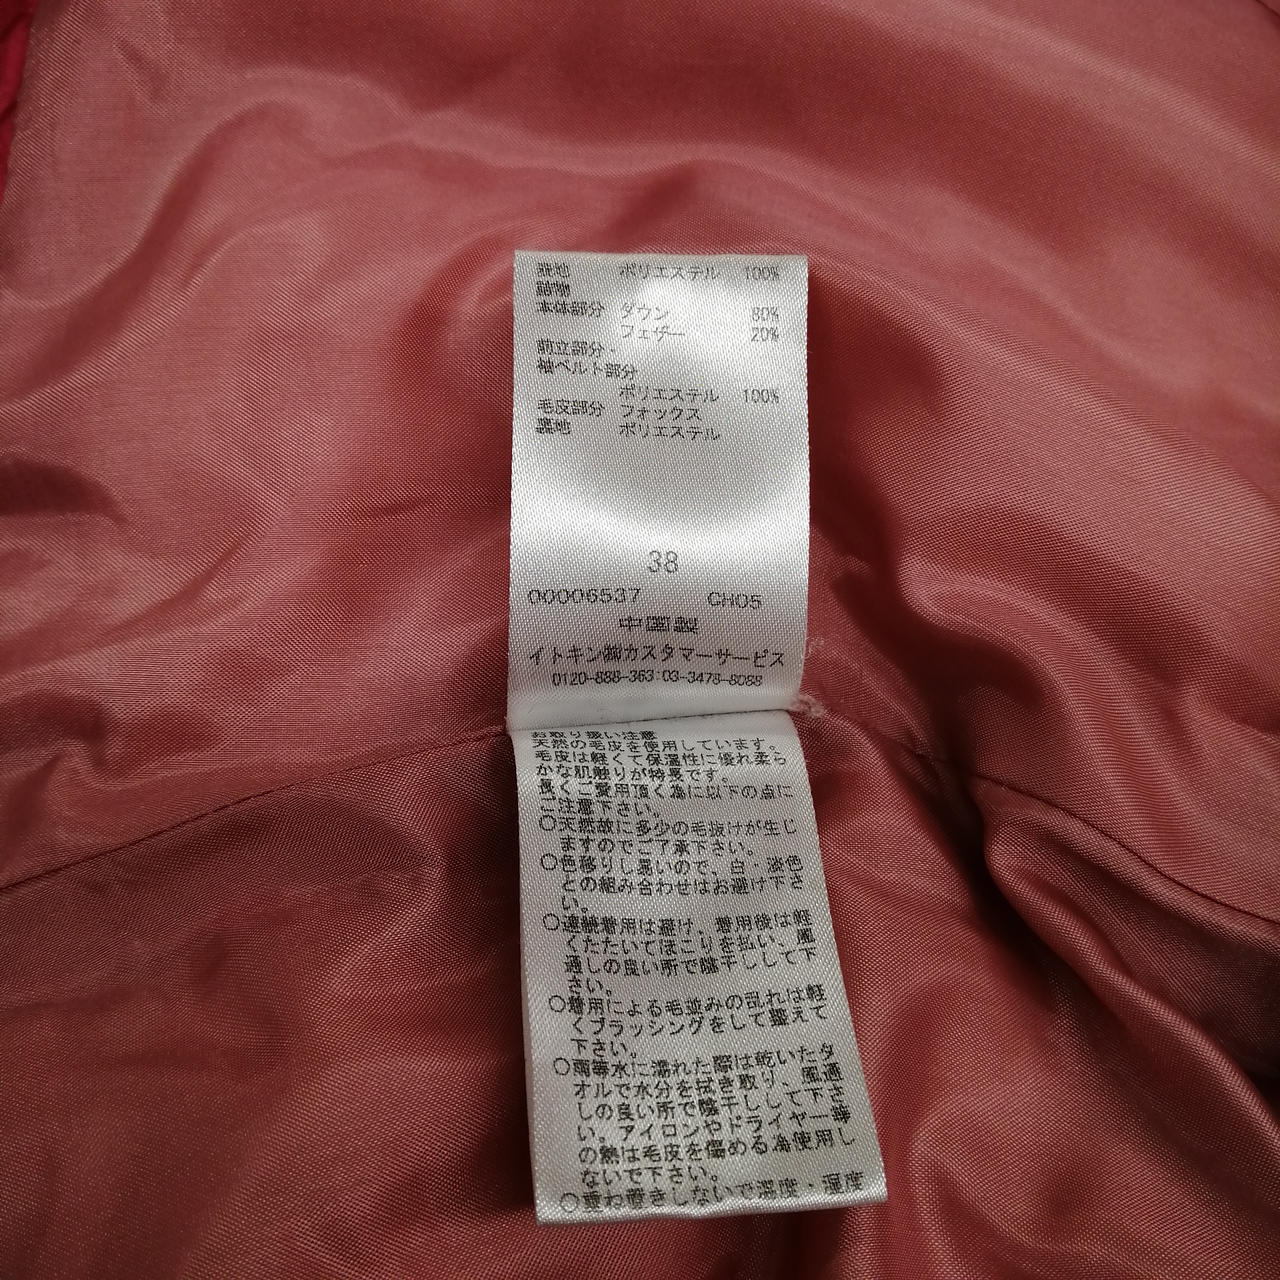 表地 ポリエステル 100%
詰物
本体部分 ダウン 80%
フェザー 20%
前立部分・
袖ベルト部分
ポリエステル 100%
毛皮部分 フォックス
裏地 ポリエステル
38
00006537 CH05
中国製
イトキン㈱カスタマーサービス
0120-888-363:03-3478-8088
お取り扱い注意
天然の毛皮を使用しています。
毛皮は軽くて保温性に優れ柔ら
かな肌触りが特長です。
長くご愛用頂く為に以下の点に
ご注意下さい。
○天然故に多少の毛抜けが生じ
ますのでご了承下さい。
○色移りし易いので、白・淡色
との組み合わせはお避け下さ
い。
○連続着用は避け、着用後は軽
くたたいてほこりを払い、風
通しの良い所で陰干しして下
さい。
○着用による毛並みの乱れは軽
くブラッシングをして整えて
下さい。
○雨等水に濡れた際は乾いたタ
オルで水分を拭き取り、風通
しの良い所で陰干しして下さ
い。アイロンやドライヤー等
の熱は毛皮を傷める為使用し
ないで下さい。
○重ね置きしないで温度・湿度